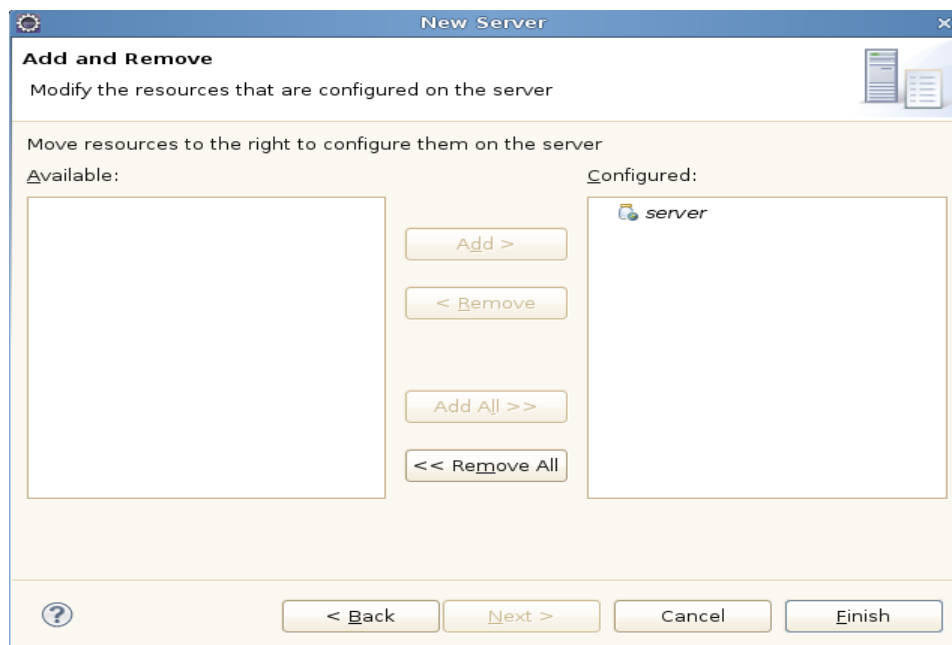 New Server
Add and Remove
Modify the resources that are configured on the server
Move resources to the right to configure them on the server
Available:
Configured:
server
Add >
< Remove
Add All >>
<< Remove All
?
< Back
Next >
Cancel
Finish